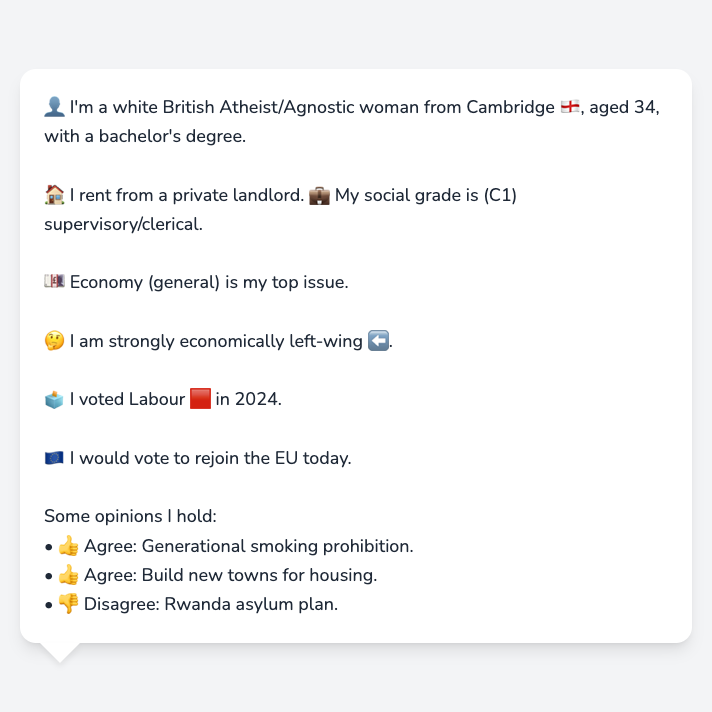 👤 I'm a white British Atheist/Agnostic woman from Cambridge 🏴󠁧󠁢󠁥󠁮󠁧󠁿, aged 34,
with a bachelor's degree.
🏠 I rent from a private landlord. 💼 My social grade is (C1)
supervisory/clerical.
💷 Economy (general) is my top issue.
🤔 I am strongly economically left-wing ⬅️.
🗳️ I voted Labour 🟥 in 2024.
🇪🇺 I would vote to rejoin the EU today.
Some opinions I hold:
• 👍 Agree: Generational smoking prohibition.
• 👍 Agree: Build new towns for housing.
• 👎 Disagree: Rwanda asylum plan.